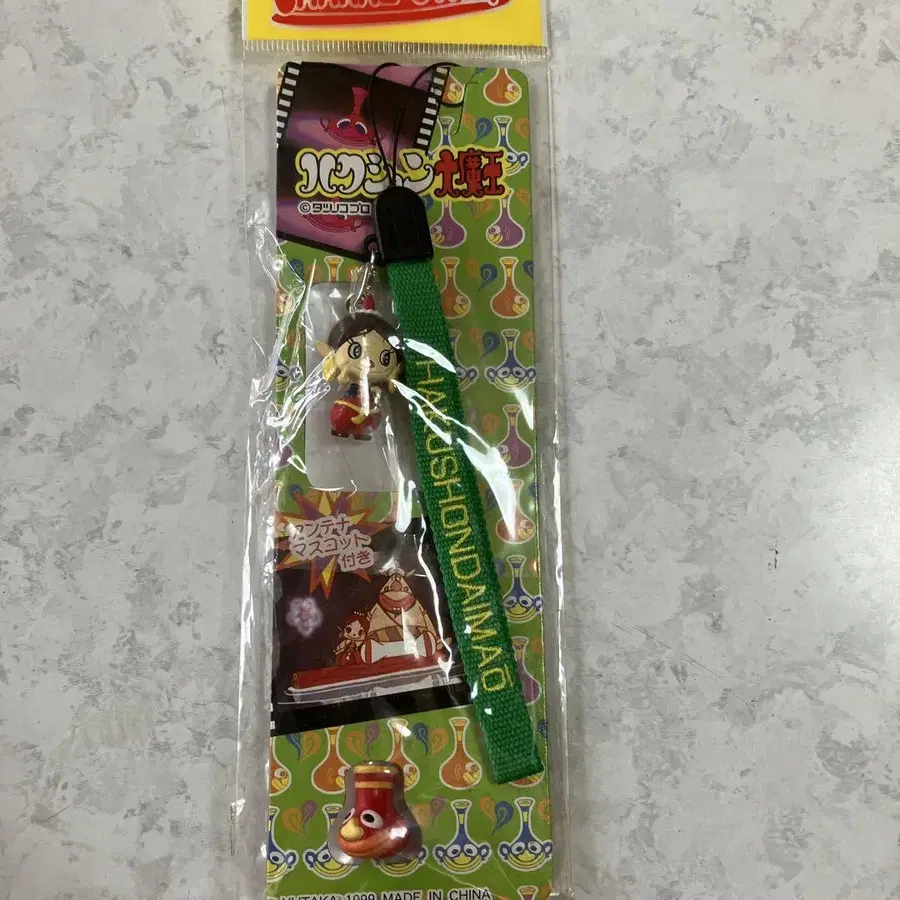 ハクション大魔王
©タツノコプロ
HAKUSHONDAIMAO
アンテナ
マスコット
付き
YUTAKA 1999 MADE IN CHINA